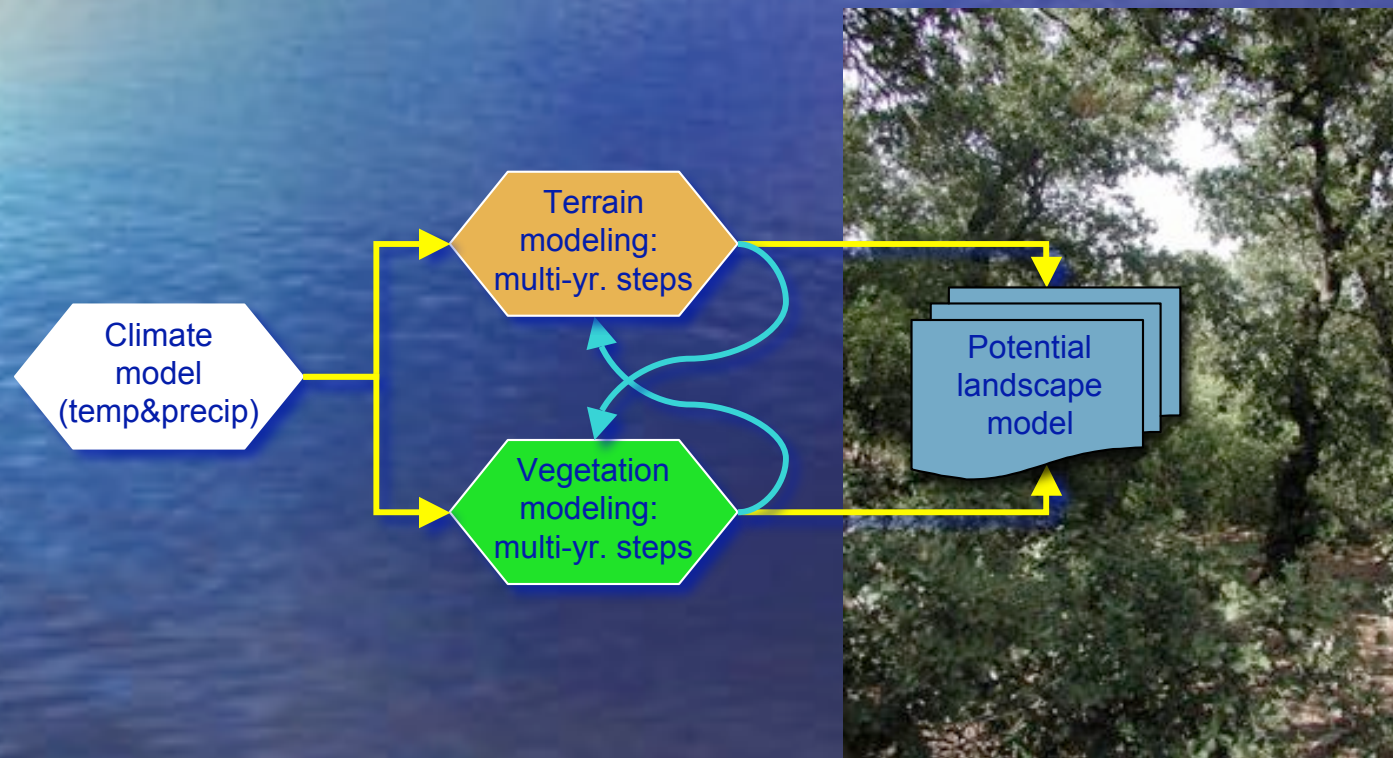 Climate
model
(temp&precip)
Terrain
modeling:
multi-yr. steps
Vegetation
modeling:
multi-yr. steps
Potential
landscape
model